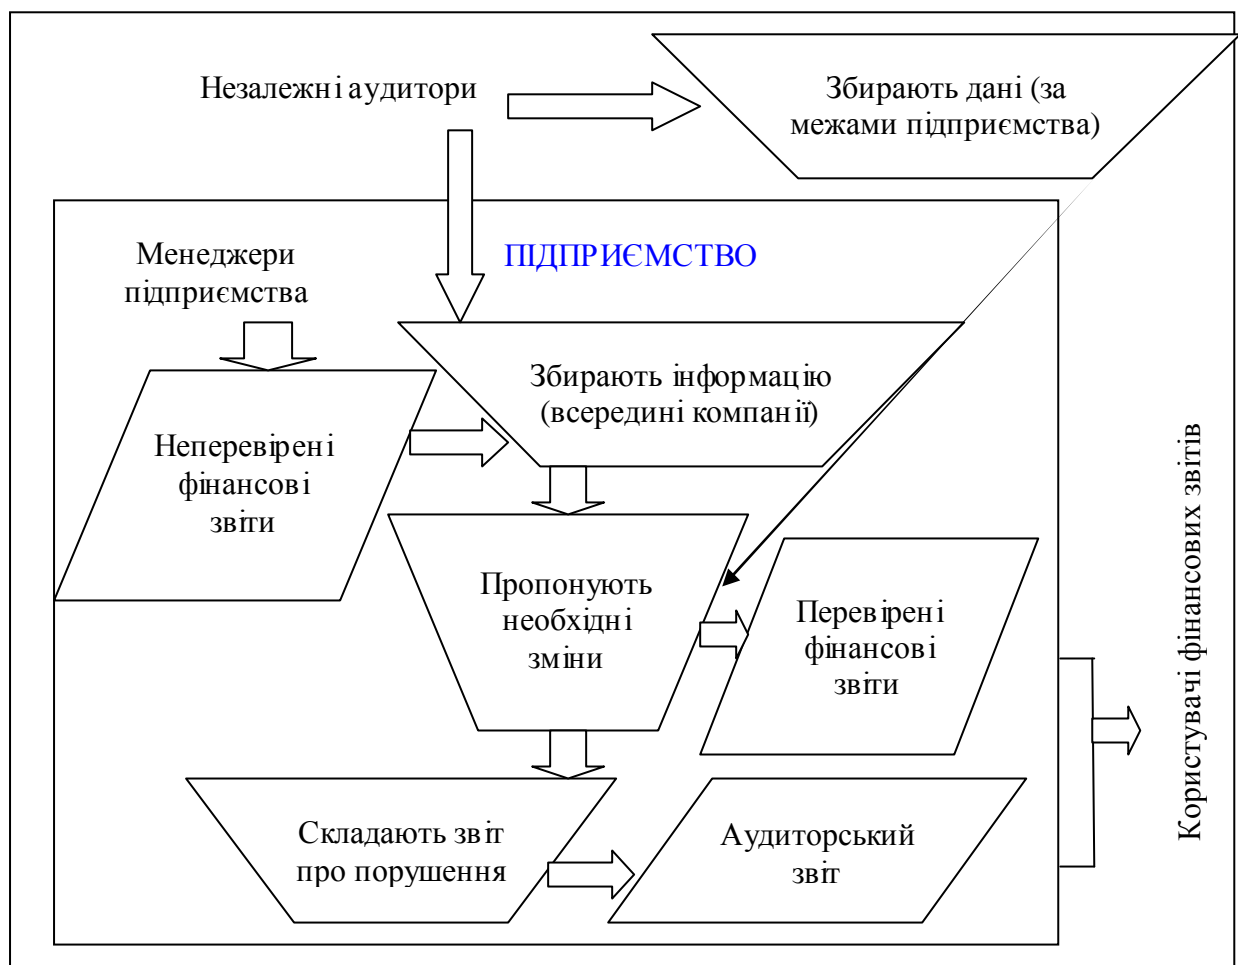 Незалежні аудитори
Збирають дані (за
межами підприємства)
Менеджери
підприємства
ПІДПРИЄМСТВО
Збирають інформацію
(всередині компанії)
Неперевірені
фінансові
звіти
Пропонують
необхідні
зміни
Перевірені
фінансові
звіти
Складають звіт
про порушення
Аудиторський
звіт
Користувачі фінансових звітів